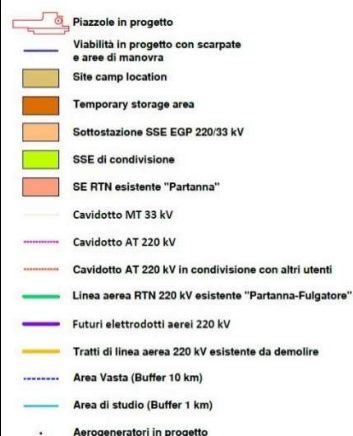 Piazzole in progetto
Viabilità in progetto con scarpate
e aree di manovra
Site camp location
Temporary storage area
Sottostazione SSE EGP 220/33 kV
SSE di condivisione
SE RTN esistente "Partanna"
Cavidotto MT 33 kV
Cavidotto AT 220 kV
Cavidotto AT 220 kV in condivisione con altri utenti
Linea aerea RTN 220 kV esistente "Partanna-Fulgatore"
Futuri elettrodotti aerei 220 kV
Tratti di linea aerea 220 kV esistente da demolire
Area Vasta (Buffer 10 km)
Area di studio (Buffer 1 km)
Aerogeneratori in progetto